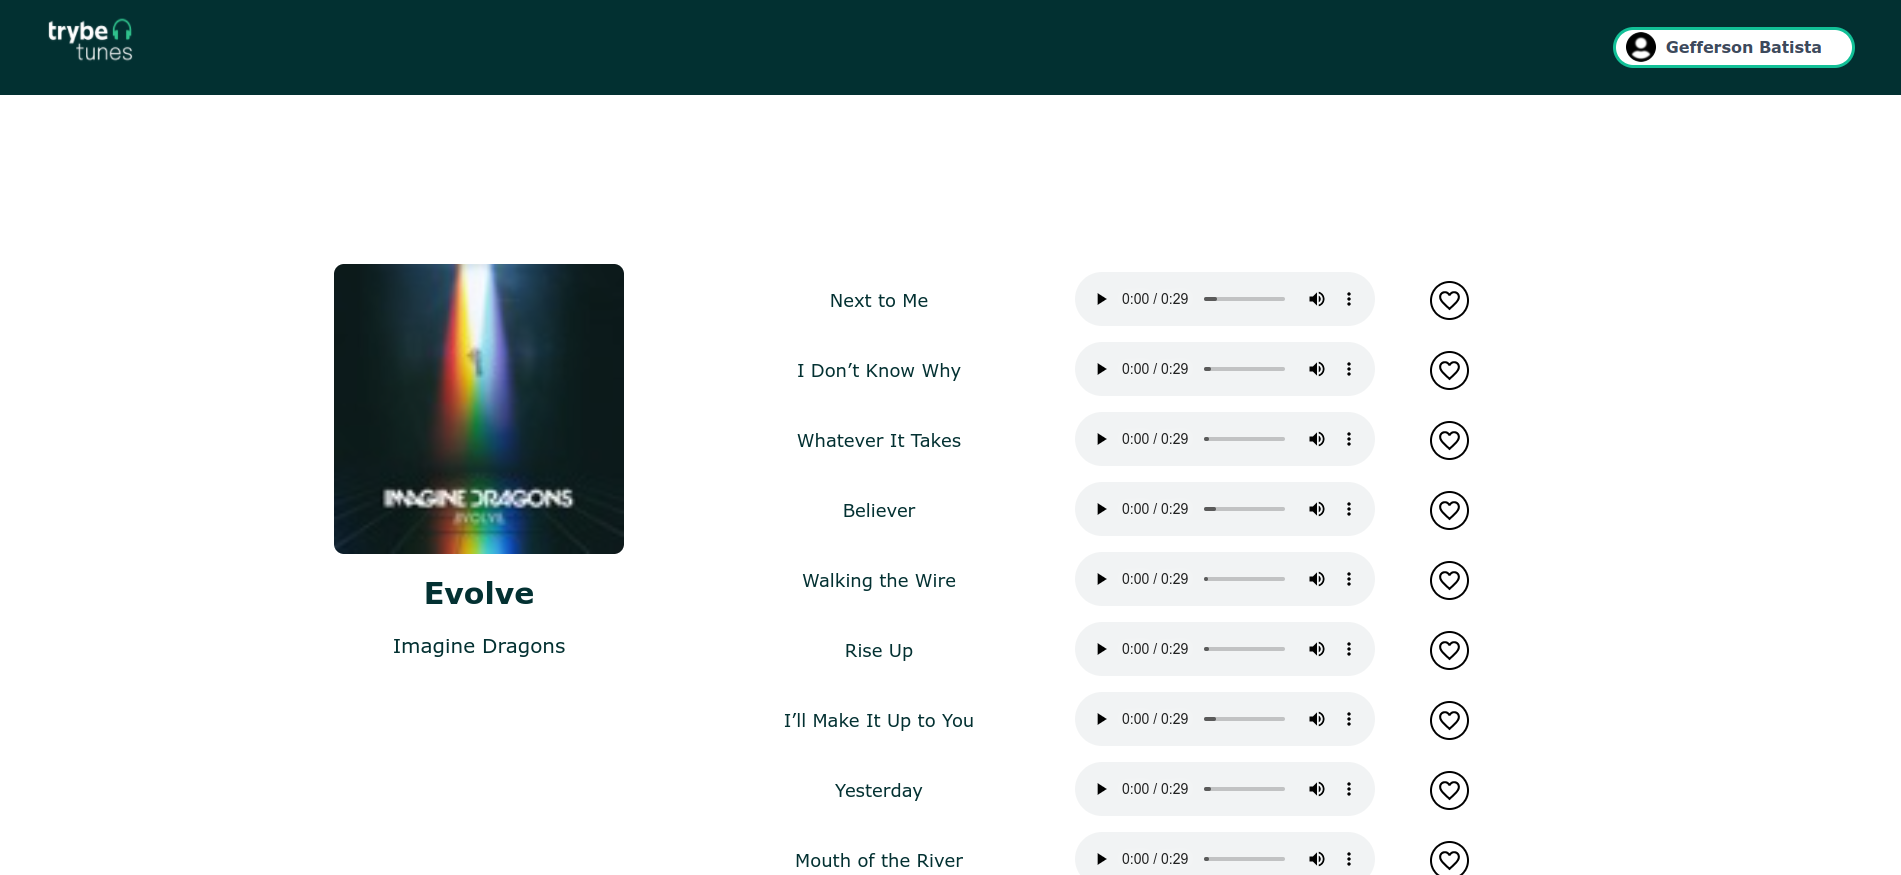 trybe
tunes
Gefferson Batista
IMAGINE DRAGONS
EVOLVE
Evolve
Imagine Dragons
Next to Me
0:00 / 0:29
I Don’t Know Why
0:00 / 0:29
Whatever It Takes
0:00 / 0:29
Believer
0:00 / 0:29
Walking the Wire
0:00 / 0:29
Rise Up
0:00 / 0:29
I’ll Make It Up to You
0:00 / 0:29
Yesterday
0:00 / 0:29
Mouth of the River
0:00 / 0:29